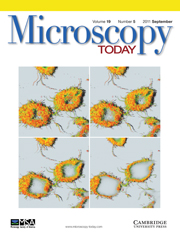 Volume 19 Number 5 2011 September
Microscopy
TODAY
MSA
www.microscopy-today.com
CAMBRIDGE
UNIVERSITY PRESS